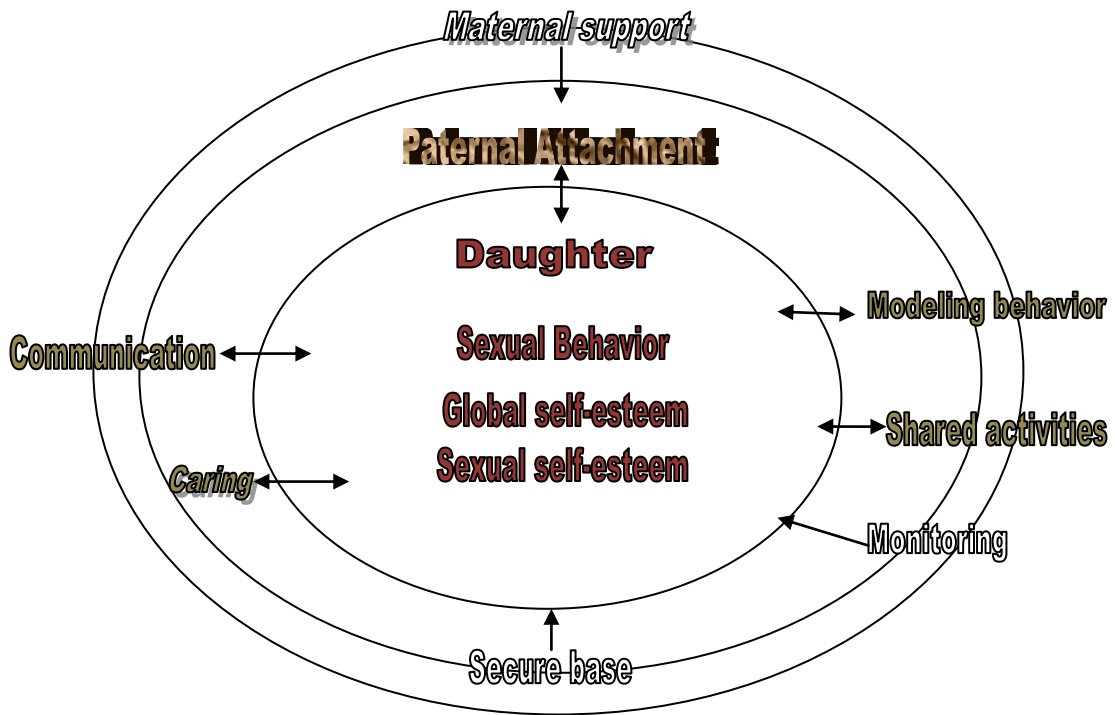 Maternal support
Paternal Attachment
Daughter
Modeling behavior
Communication
Sexual Behavior
Global self-esteem
Shared activities
Sexual self-esteem
Caring
Monitoring
Secure base